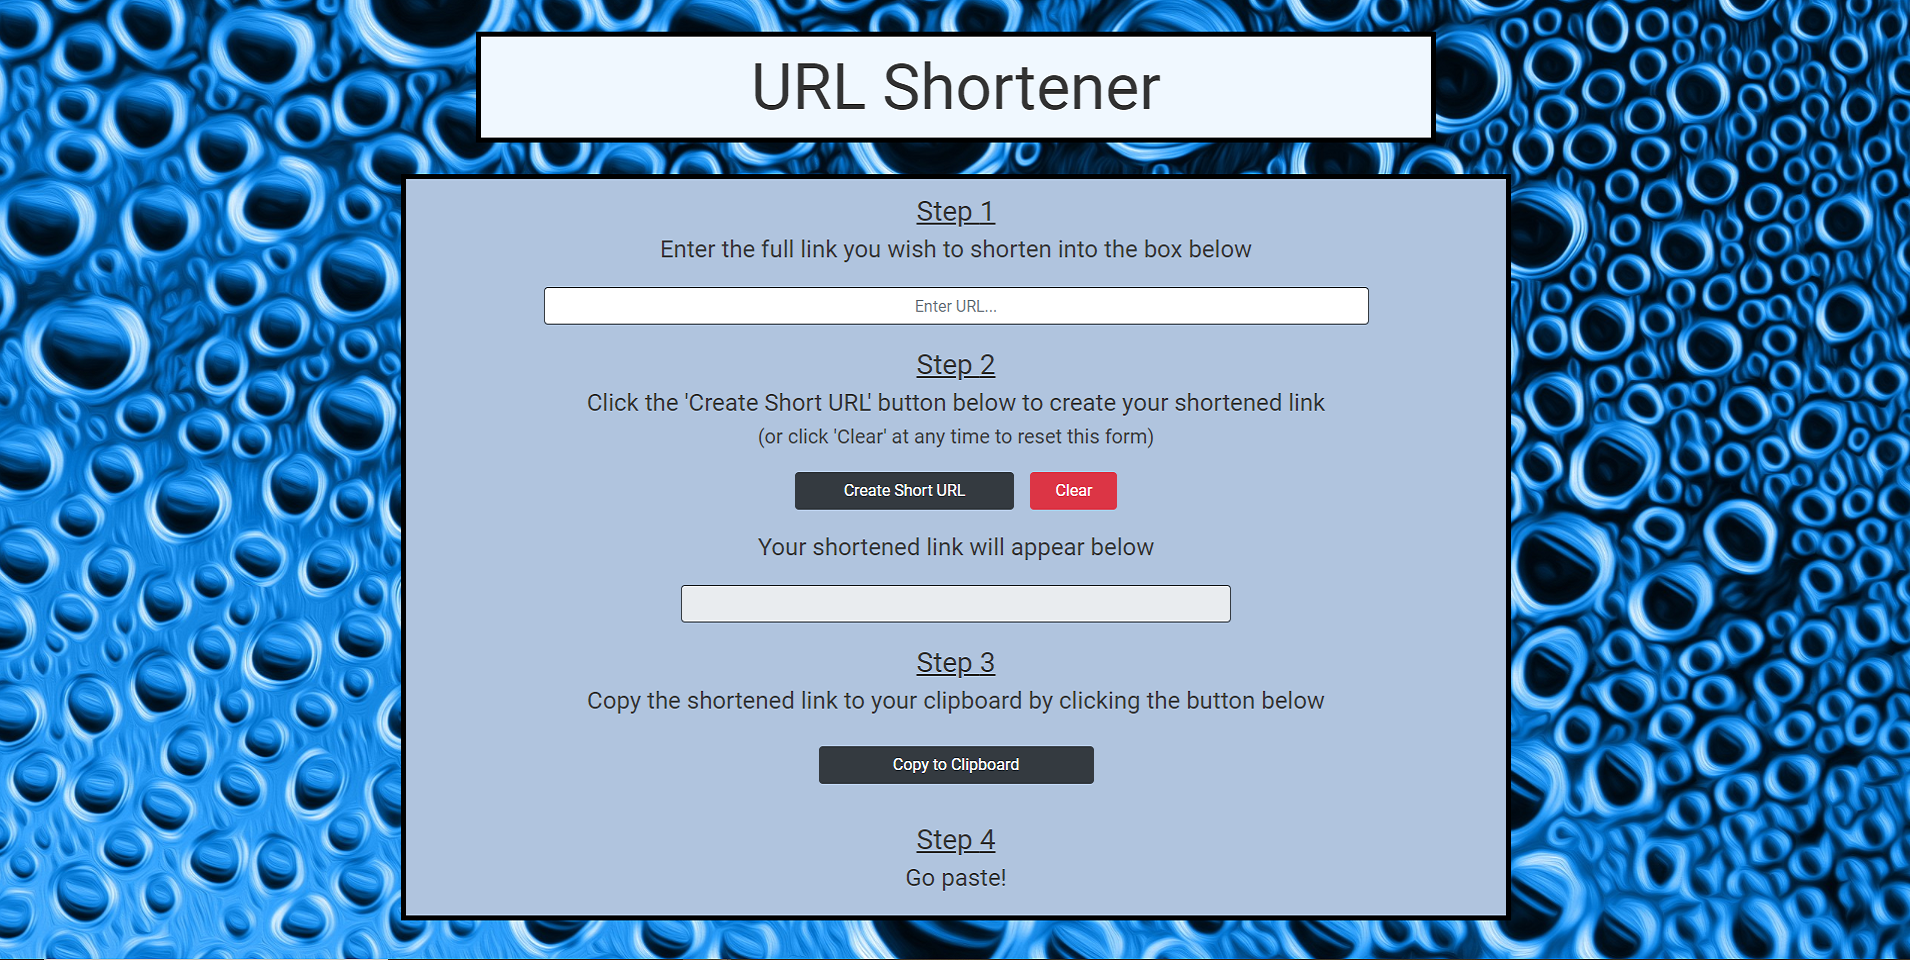 URL Shortener
Step 1
Enter the full link you wish to shorten into the box below
Enter URL...
Step 2
Click the 'Create Short URL' button below to create your shortened link
(or click 'Clear' at any time to reset this form)
Create Short URL Clear
Your shortened link will appear below
Step 3
Copy the shortened link to your clipboard by clicking the button below
Copy to Clipboard
Step 4
Go paste!